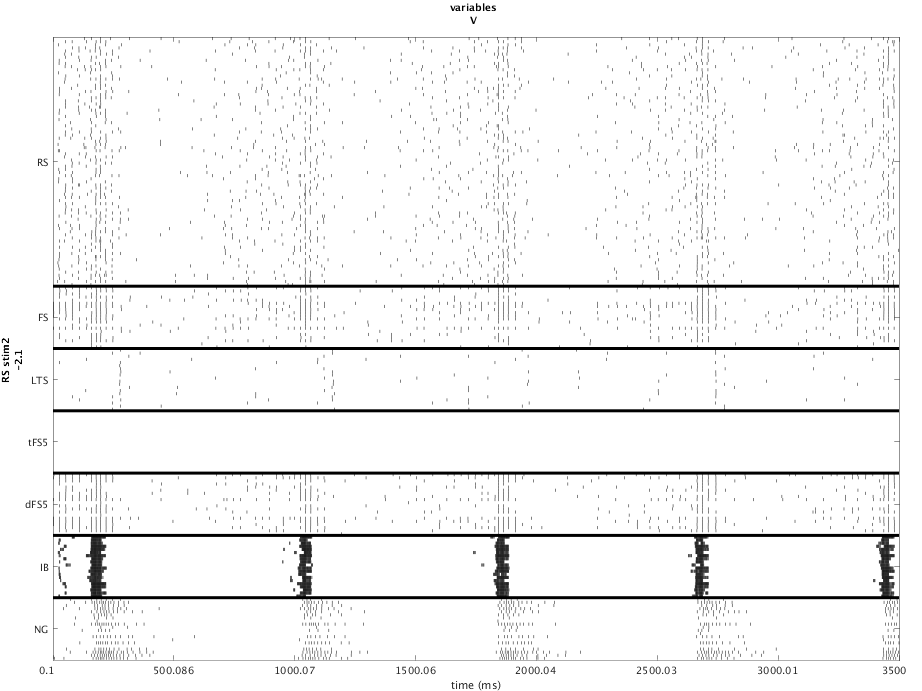 variables
V
RS
FS
LTS
tFS5
dFS5
IB
NG
RS stim2
-2.1
0.1 500.086 1000.07 1500.06 2000.04 2500.03 3000.01 3500
time (ms)